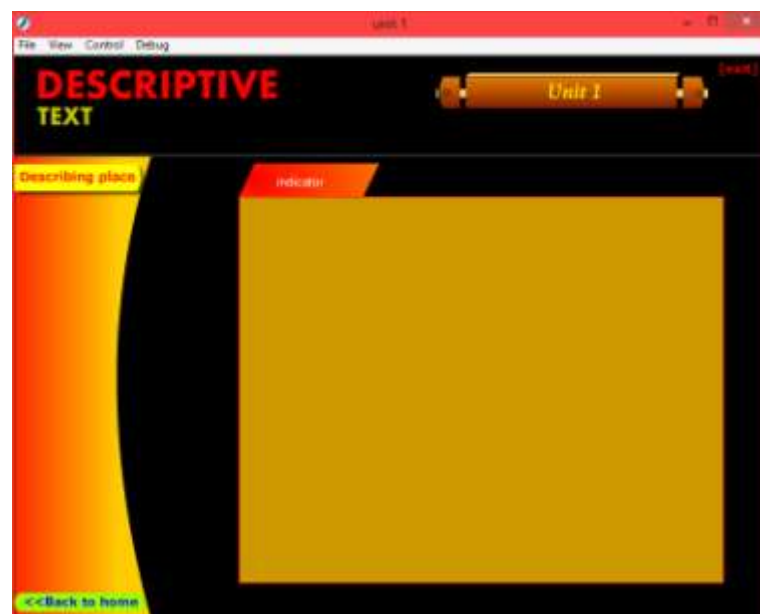 unit 1
File View Control Debug
DESCRIPTIVE
TEXT
Unit 1
[exit]
Describing place
indicator
<<Back to home